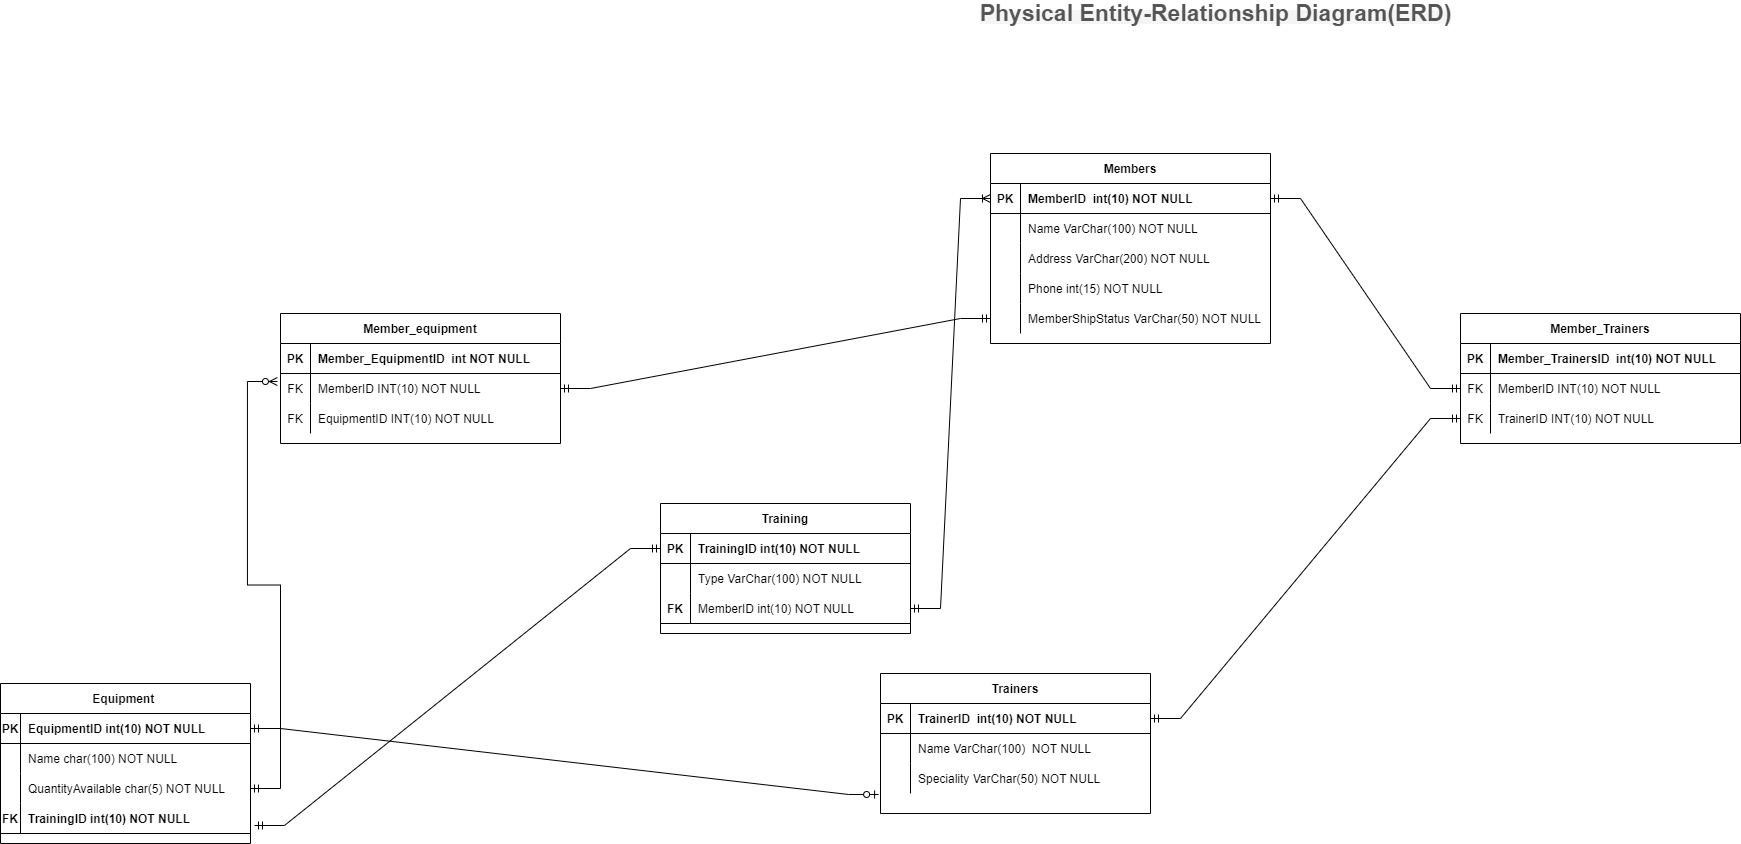 Physical Entity-Relationship Diagram(ERD)
Members
PK MemberID int(10) NOT NULL
Name VarChar(100) NOT NULL
Address VarChar(200) NOT NULL
Phone int(15) NOT NULL
MemberShipStatus VarChar(50) NOT NULL
Member_equipment
PK Member_EquipmentID int NOT NULL
FK MemberID INT(10) NOT NULL
FK EquipmentID INT(10) NOT NULL
Member_Trainers
PK Member_TrainersID int(10) NOT NULL
FK MemberID INT(10) NOT NULL
FK TrainerID INT(10) NOT NULL
Training
PK TrainingID int(10) NOT NULL
Type VarChar(100) NOT NULL
FK MemberID int(10) NOT NULL
Equipment
PK EquipmentID int(10) NOT NULL
Name char(100) NOT NULL
QuantityAvailable char(5) NOT NULL
FK TrainingID int(10) NOT NULL
Trainers
PK TrainerID int(10) NOT NULL
Name VarChar(100) NOT NULL
Speciality VarChar(50) NOT NULL